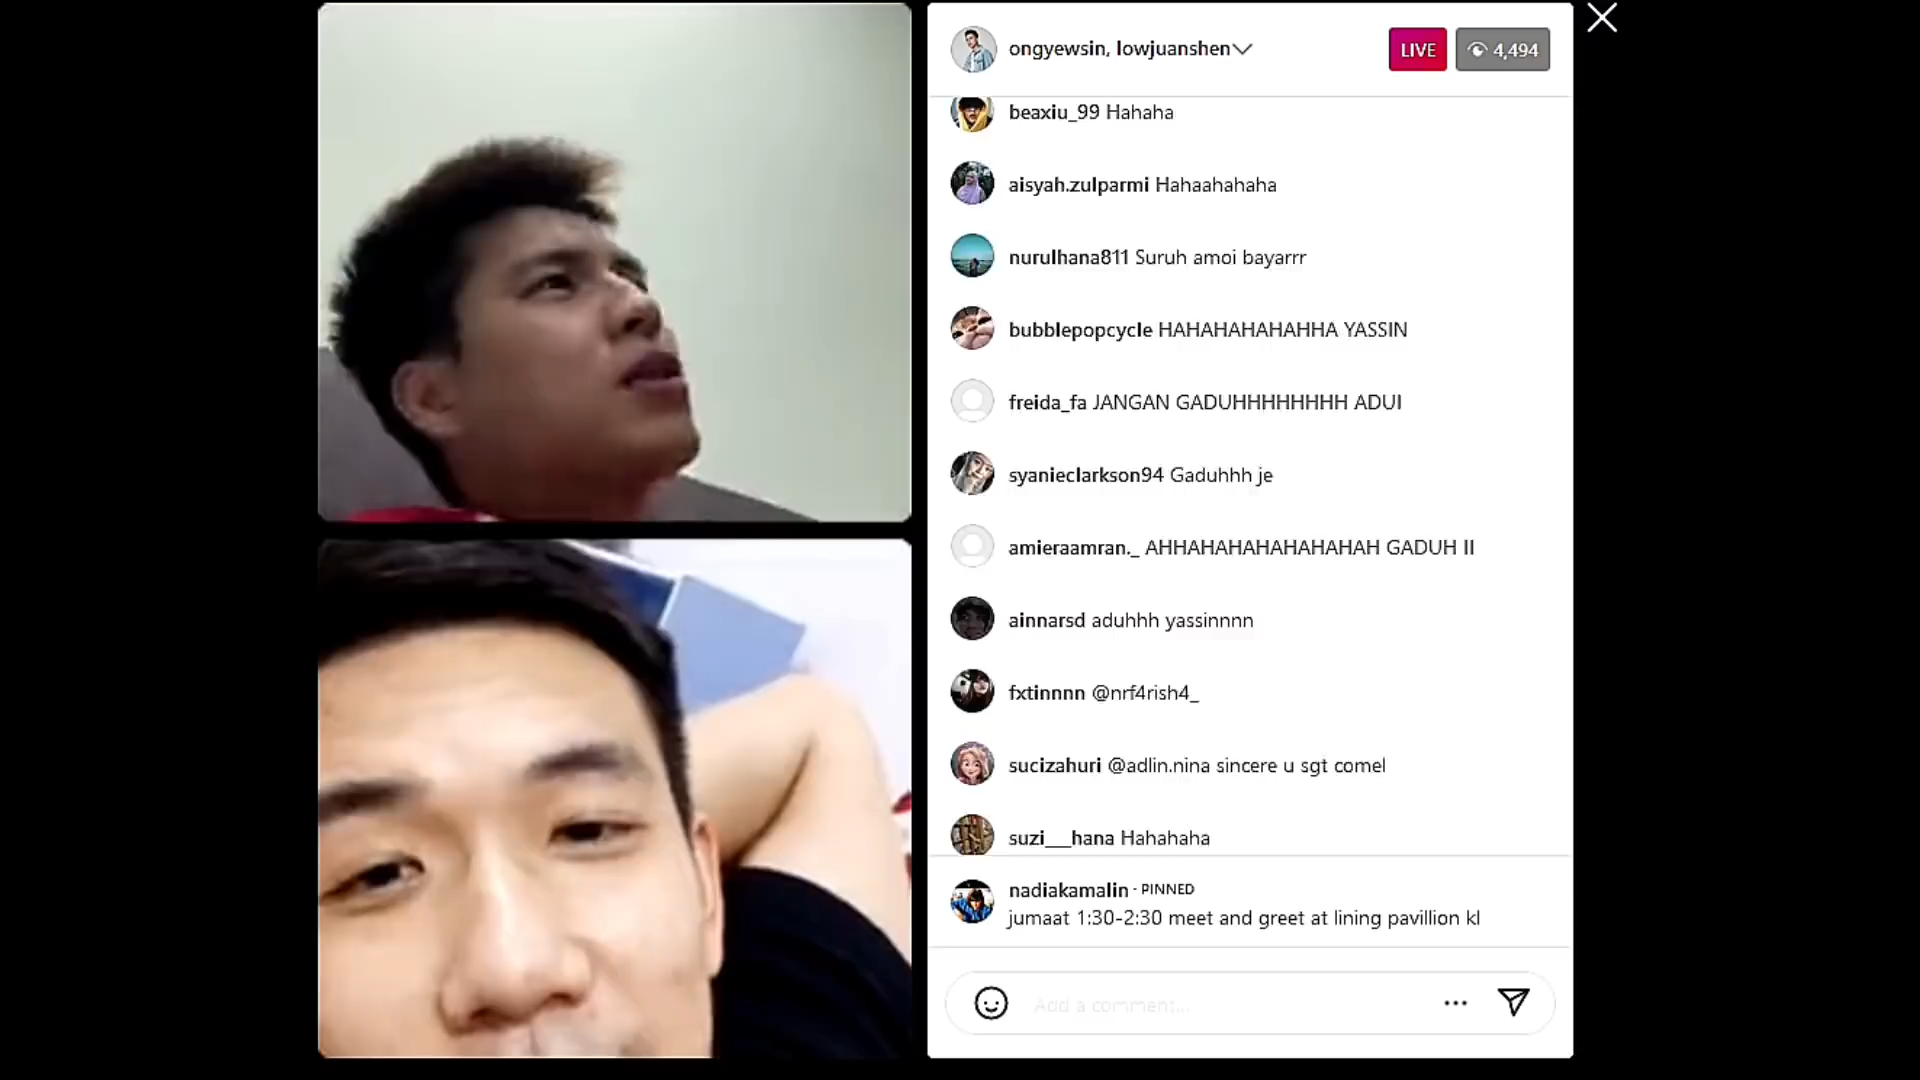 ongyewsin, lowjuanshen
LIVE
4,494
beaxiu_99 Hahaha
aisyah.zulparmi Hahaahahaha
nurulhana811 Suruh amoi bayarrr
bubblepopcycle HAHAHAHAHAHHA YASSIN
freida_fa JANGAN GADUHHHHHHHH ADUI
syanieclarkson94 Gaduhhh je
amieraamran._ AHHAHAHAHAHAHAHAH GADUH II
ainnarsd aduhhh yassinnnn
fxtinnnn @nrf4rish4_
sucizahuri @adlin.nina sincere u sgt comel
suzi___hana Hahahaha
nadiakamalin · PINNED
jumaat 1:30-2:30 meet and greet at lining pavillion kl
Add a comment...